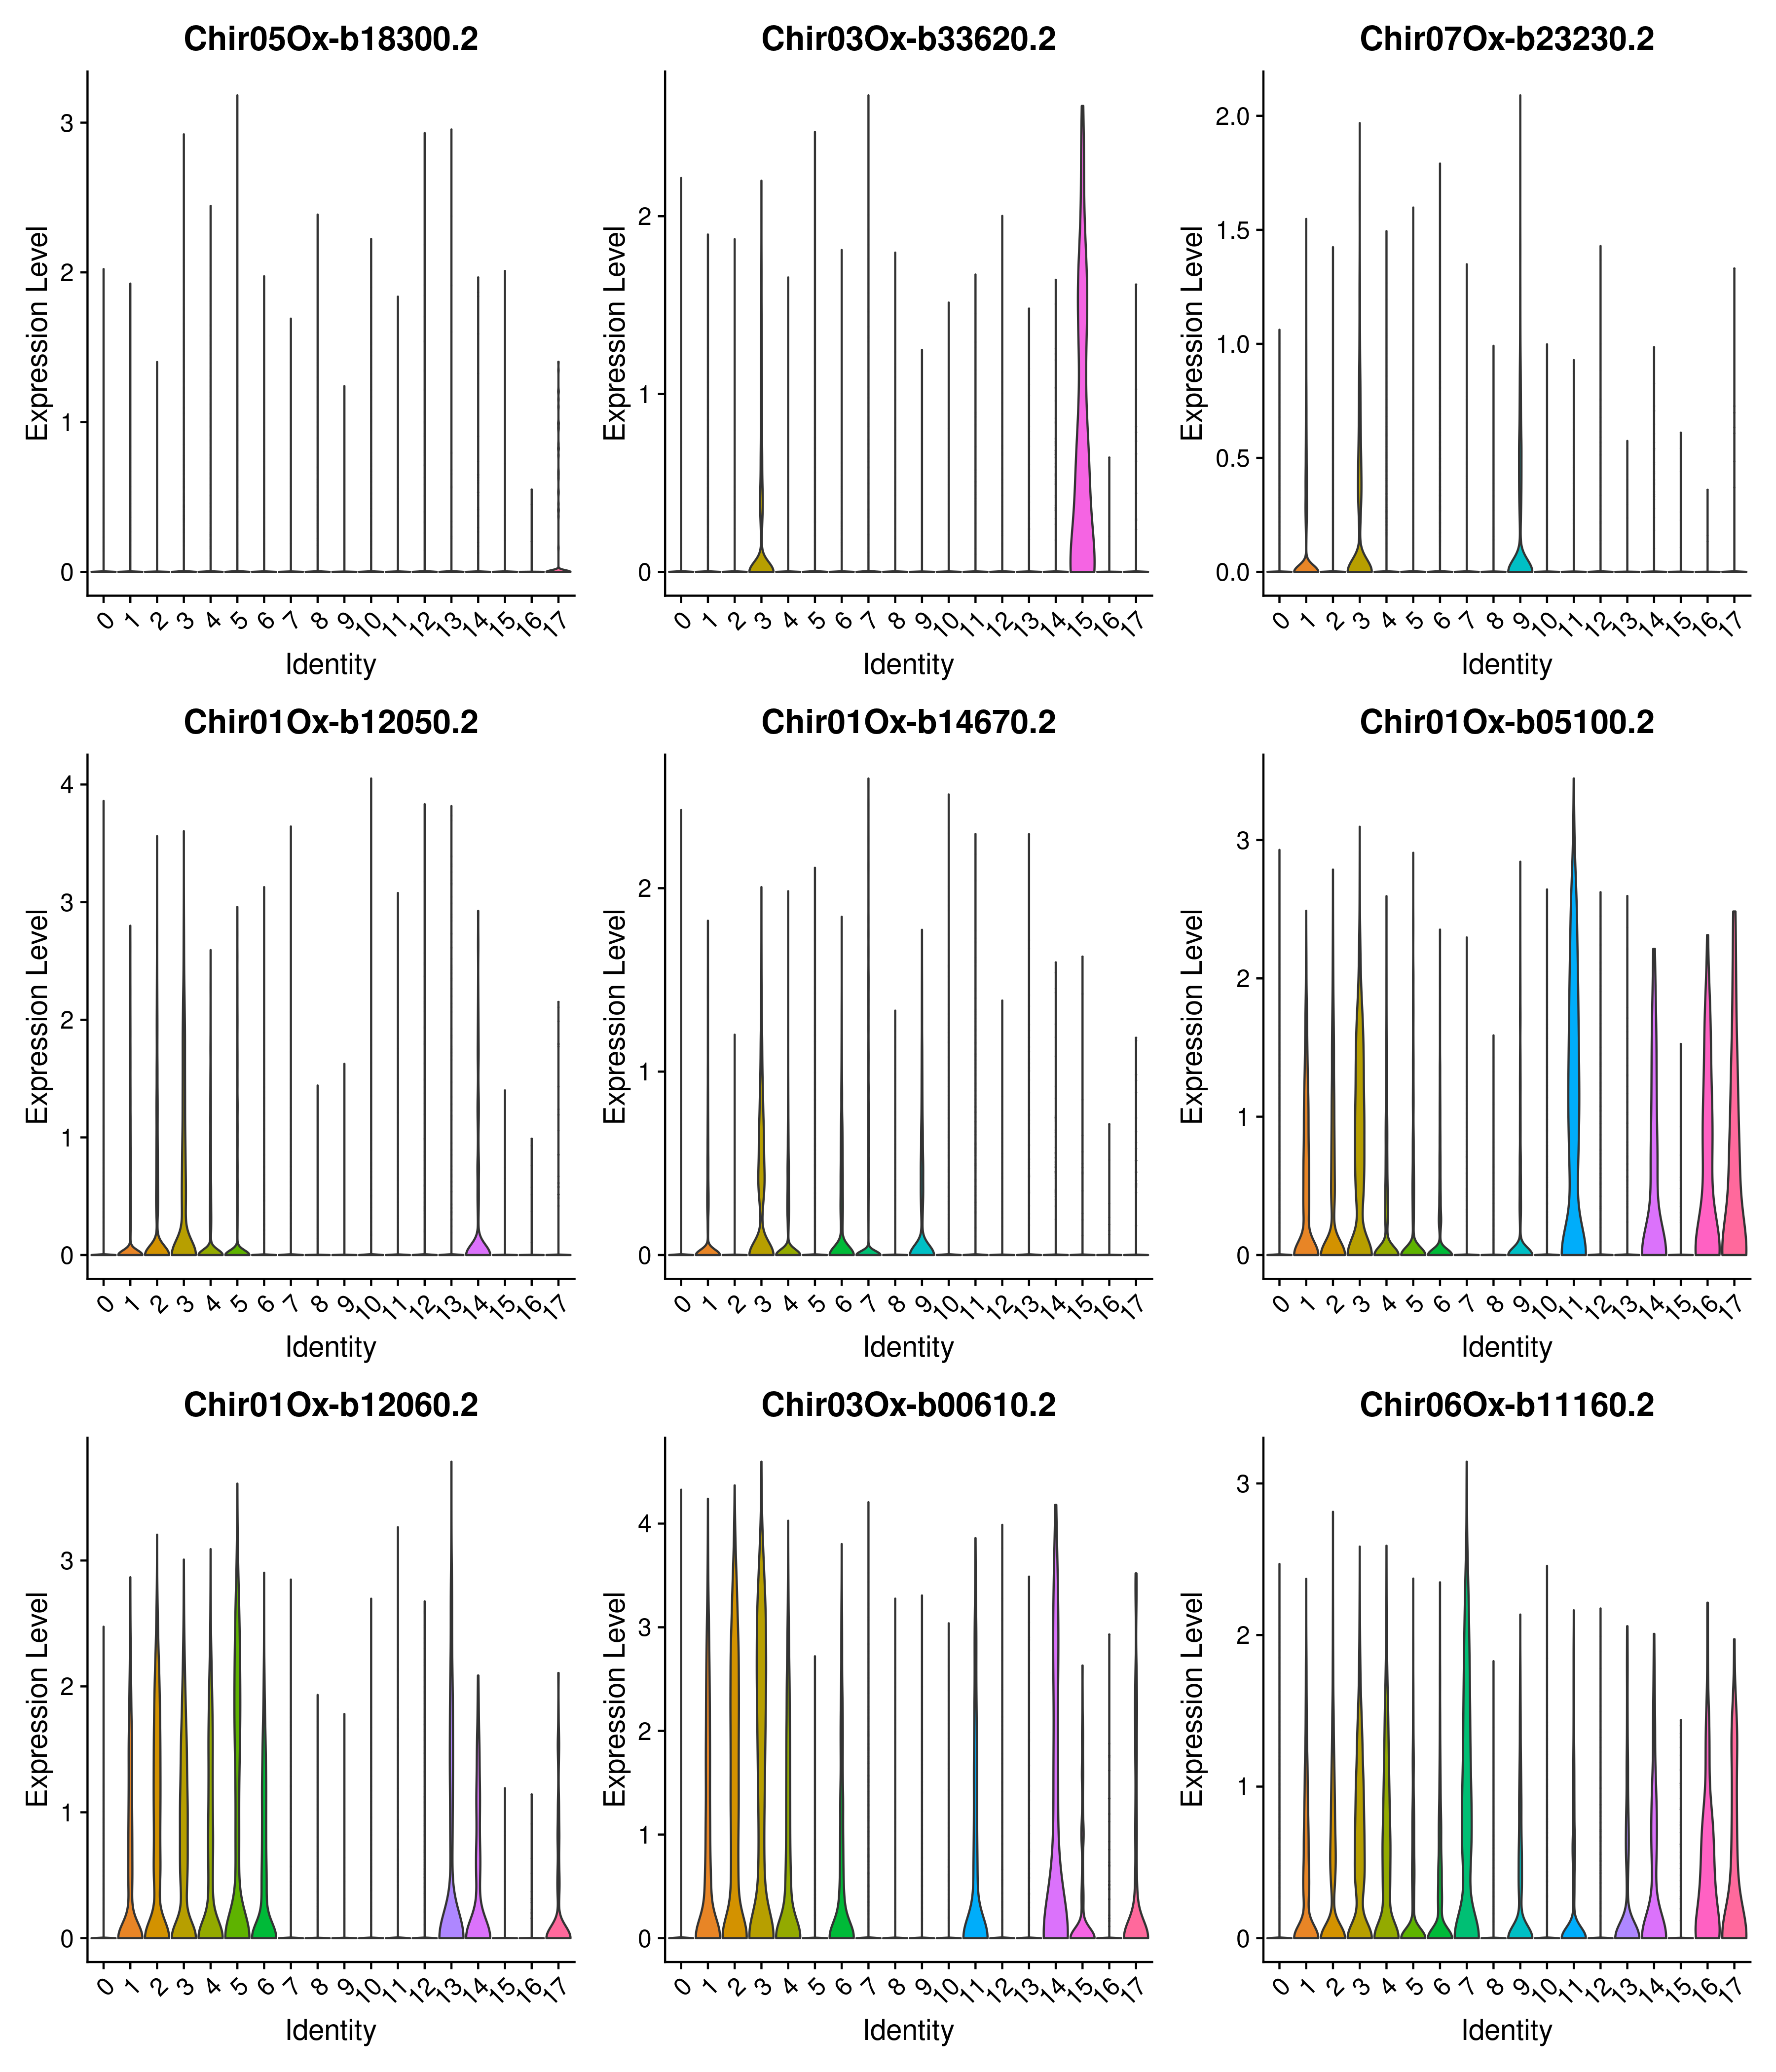 Chir05Ox-b18300.2
Expression Level
3
2
1
0
0 1 2 3 4 5 6 7 8 9 10 11 12 13 14 15 16 17
Identity
Chir03Ox-b33620.2
Expression Level
2
1
0
0 1 2 3 4 5 6 7 8 9 10 11 12 13 14 15 16 17
Identity
Chir07Ox-b23230.2
Expression Level
2.0
1.5
1.0
0.5
0.0
0 1 2 3 4 5 6 7 8 9 10 11 12 13 14 15 16 17
Identity
Chir01Ox-b12050.2
Expression Level
4
3
2
1
0
0 1 2 3 4 5 6 7 8 9 10 11 12 13 14 15 16 17
Identity
Chir01Ox-b14670.2
Expression Level
2
1
0
0 1 2 3 4 5 6 7 8 9 10 11 12 13 14 15 16 17
Identity
Chir01Ox-b05100.2
Expression Level
3
2
1
0
0 1 2 3 4 5 6 7 8 9 10 11 12 13 14 15 16 17
Identity
Chir01Ox-b12060.2
Expression Level
3
2
1
0
0 1 2 3 4 5 6 7 8 9 10 11 12 13 14 15 16 17
Identity
Chir03Ox-b00610.2
Expression Level
4
3
2
1
0
0 1 2 3 4 5 6 7 8 9 10 11 12 13 14 15 16 17
Identity
Chir06Ox-b11160.2
Expression Level
3
2
1
0
0 1 2 3 4 5 6 7 8 9 10 11 12 13 14 15 16 17
Identity